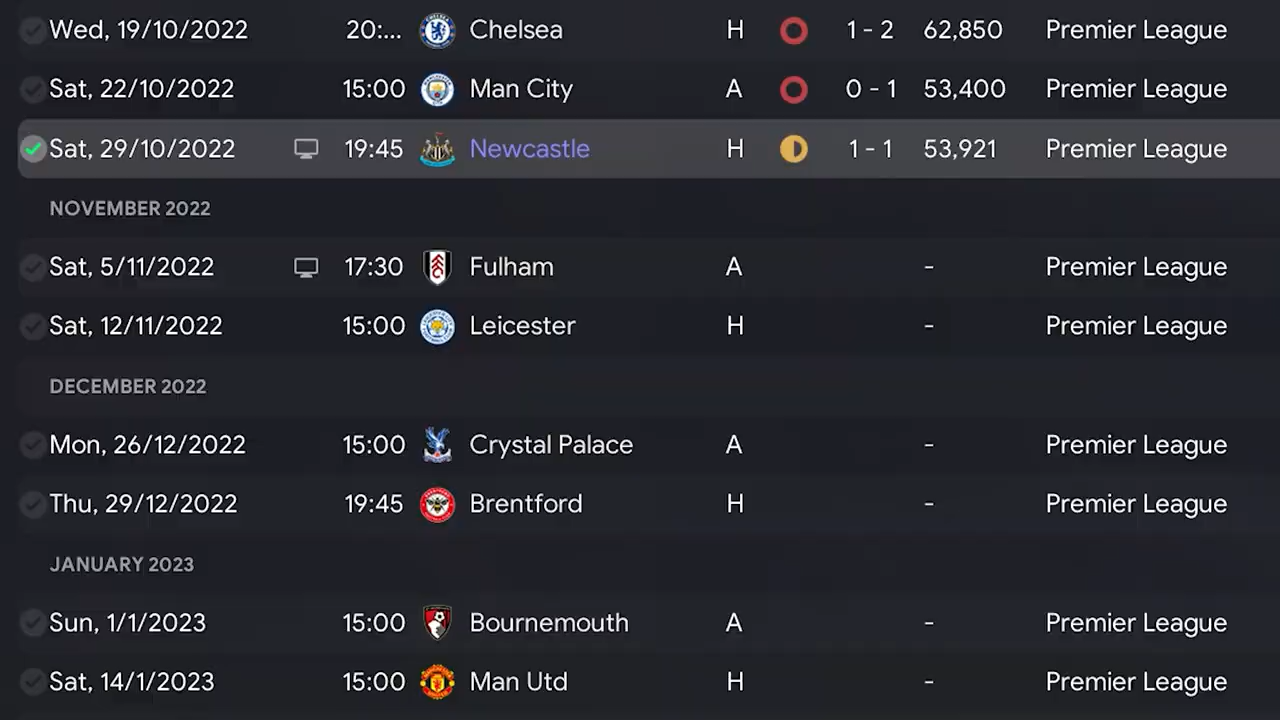 Wed, 19/10/2022 20:... Chelsea H 1 - 2 62,850 Premier League
Sat, 22/10/2022 15:00 Man City A 0 - 1 53,400 Premier League
Sat, 29/10/2022 19:45 Newcastle H 1 - 1 53,921 Premier League
NOVEMBER 2022
Sat, 5/11/2022 17:30 Fulham A - Premier League
Sat, 12/11/2022 15:00 Leicester H - Premier League
DECEMBER 2022
Mon, 26/12/2022 15:00 Crystal Palace A - Premier League
Thu, 29/12/2022 19:45 Brentford H - Premier League
JANUARY 2023
Sun, 1/1/2023 15:00 Bournemouth A - Premier League
Sat, 14/1/2023 15:00 Man Utd H - Premier League